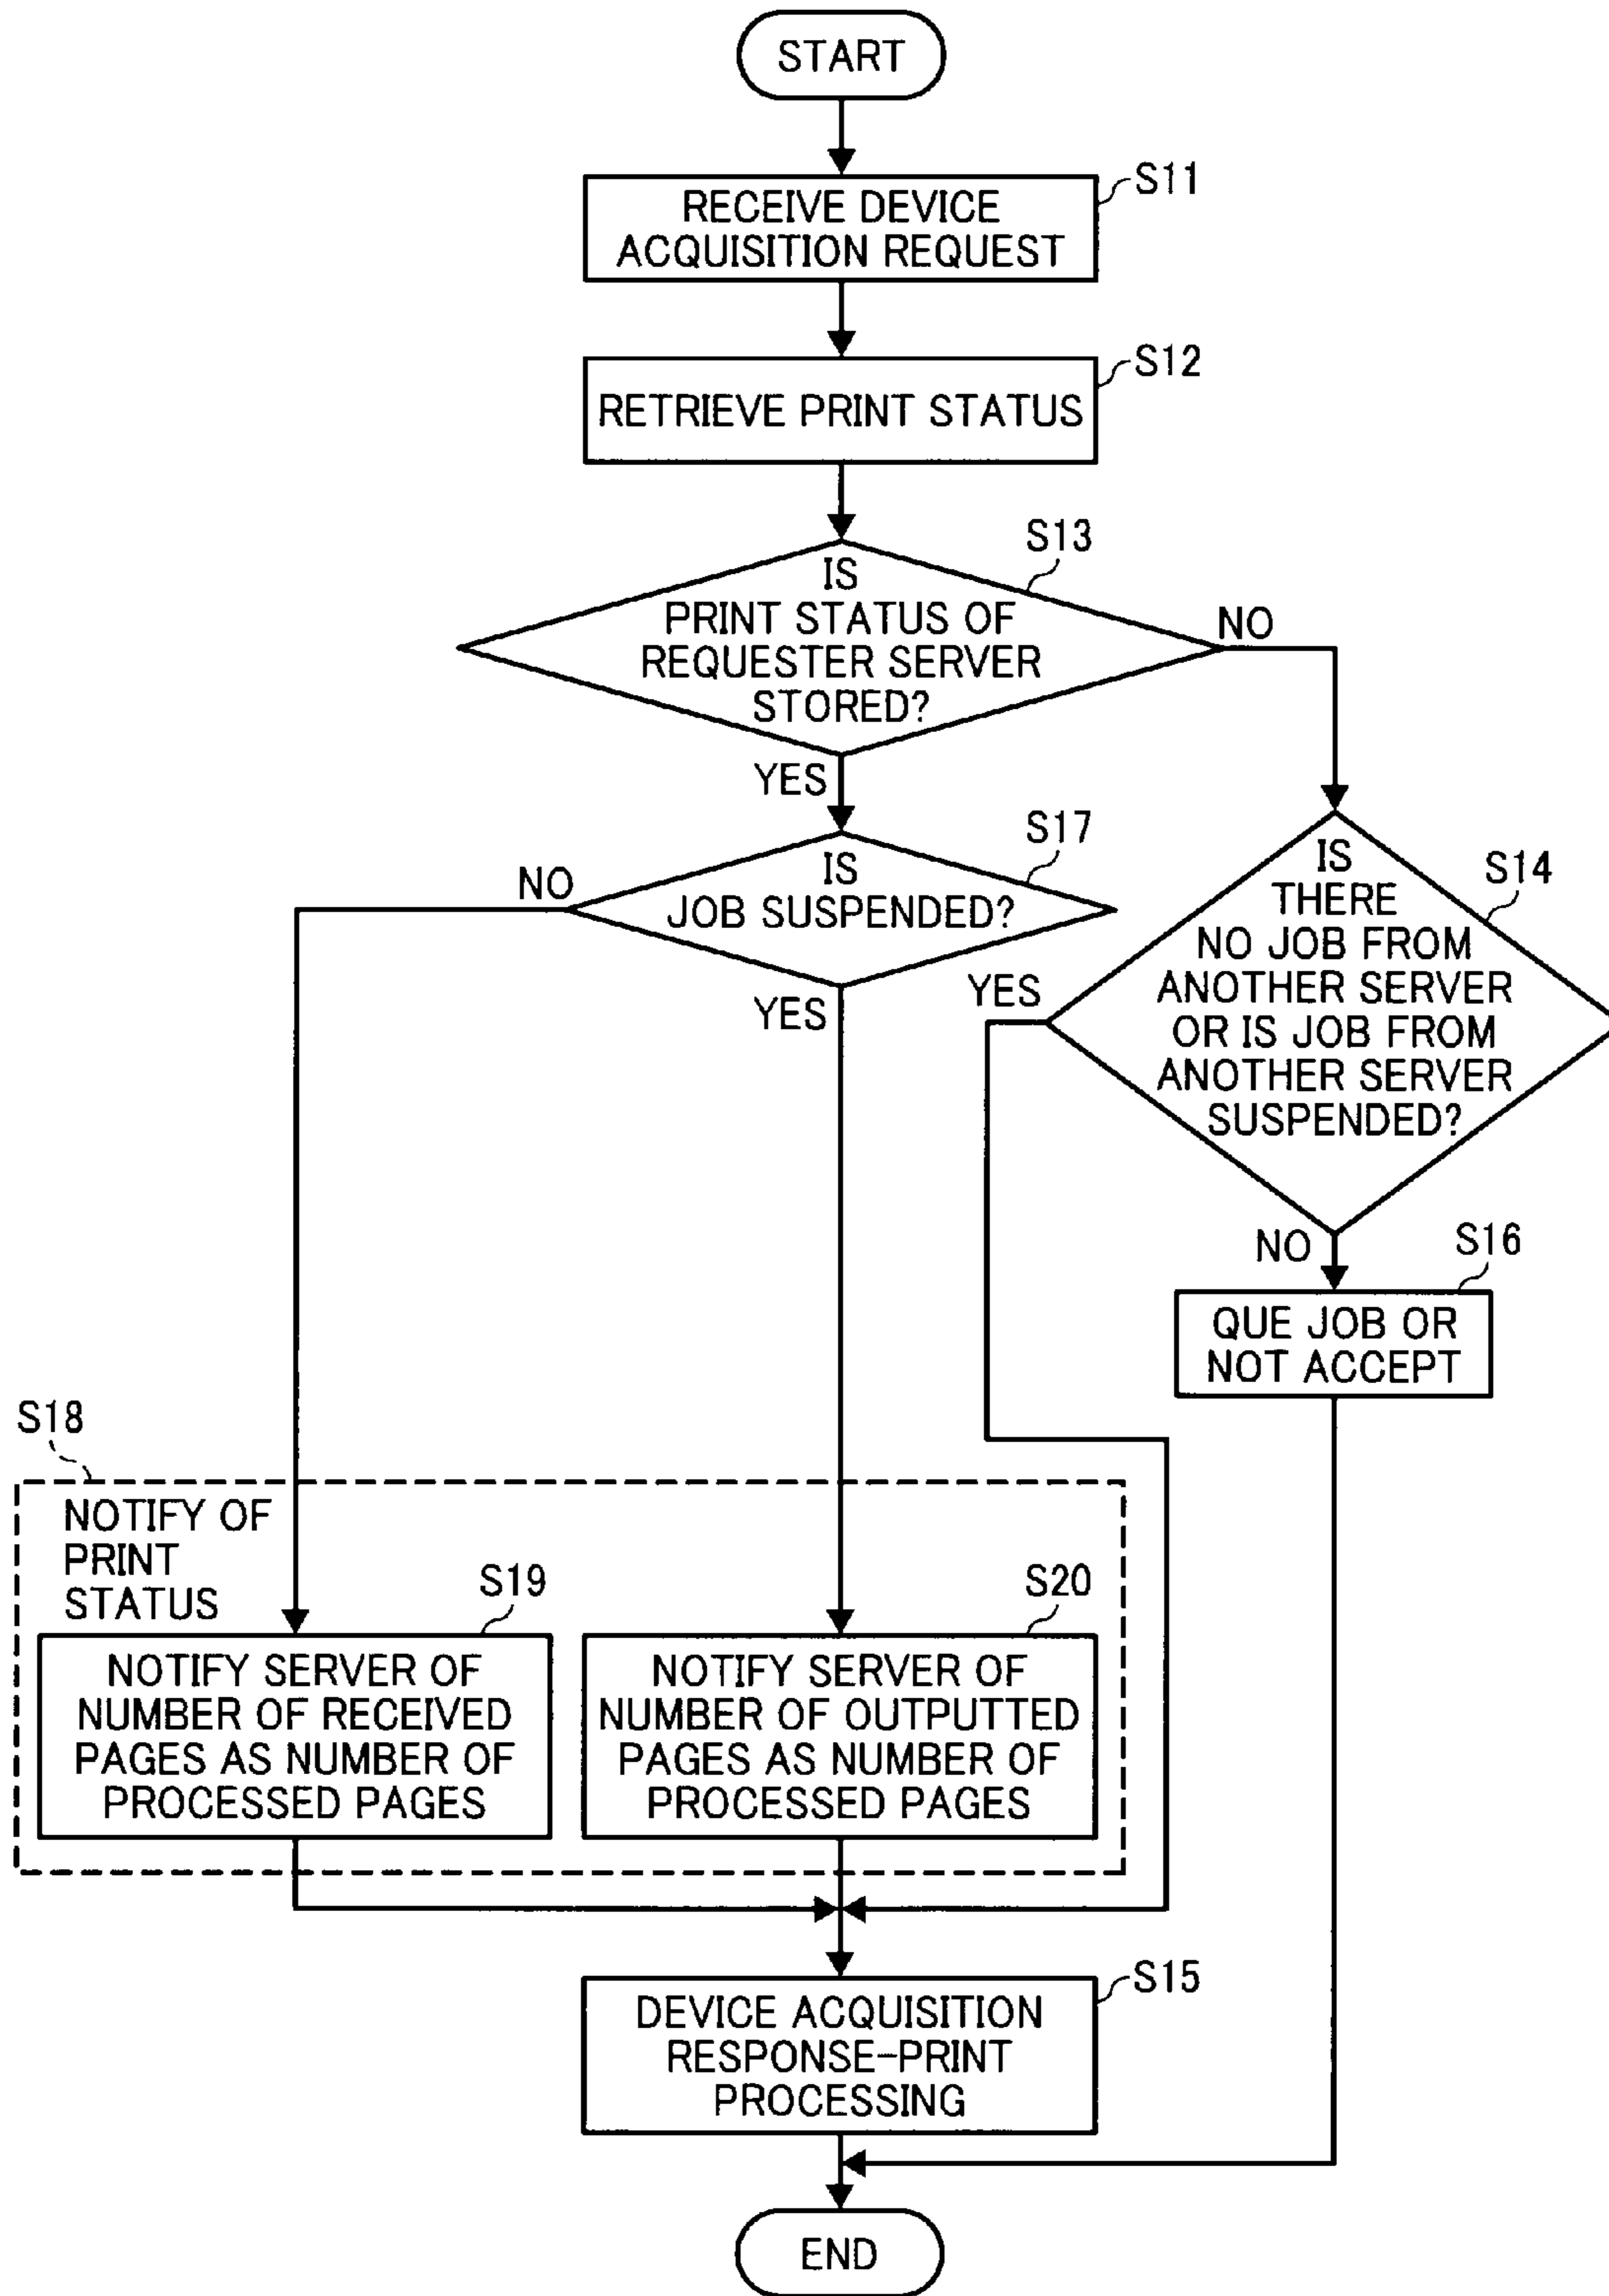 START
S11
RECEIVE DEVICE
ACQUISITION REQUEST
S12
RETRIEVE PRINT STATUS
S13
IS
PRINT STATUS OF
REQUESTER SERVER
STORED?
NO
YES
S17
IS
JOB SUSPENDED?
NO
YES
S14
IS
THERE
NO JOB FROM
ANOTHER SERVER
OR IS JOB FROM
ANOTHER SERVER
SUSPENDED?
YES
NO
S16
QUE JOB OR
NOT ACCEPT
S18
NOTIFY OF
PRINT
STATUS
S19
NOTIFY SERVER OF
NUMBER OF RECEIVED
PAGES AS NUMBER OF
PROCESSED PAGES
S20
NOTIFY SERVER OF
NUMBER OF OUTPUTTED
PAGES AS NUMBER OF
PROCESSED PAGES
S15
DEVICE ACQUISITION
RESPONSE-PRINT
PROCESSING
END